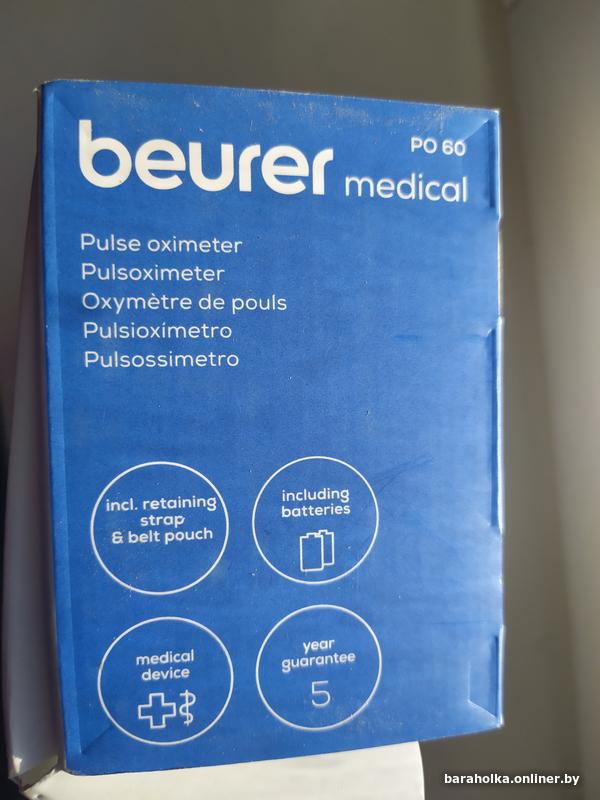 beurer
PO 60
medical
Pulse oximeter
Pulsoximeter
Oxymètre de pouls
Pulsioxímetro
Pulsossimetro
incl. retaining
strap
& belt pouch
including
batteries
medical
device
year
guarantee
5
baraholka.onliner.by